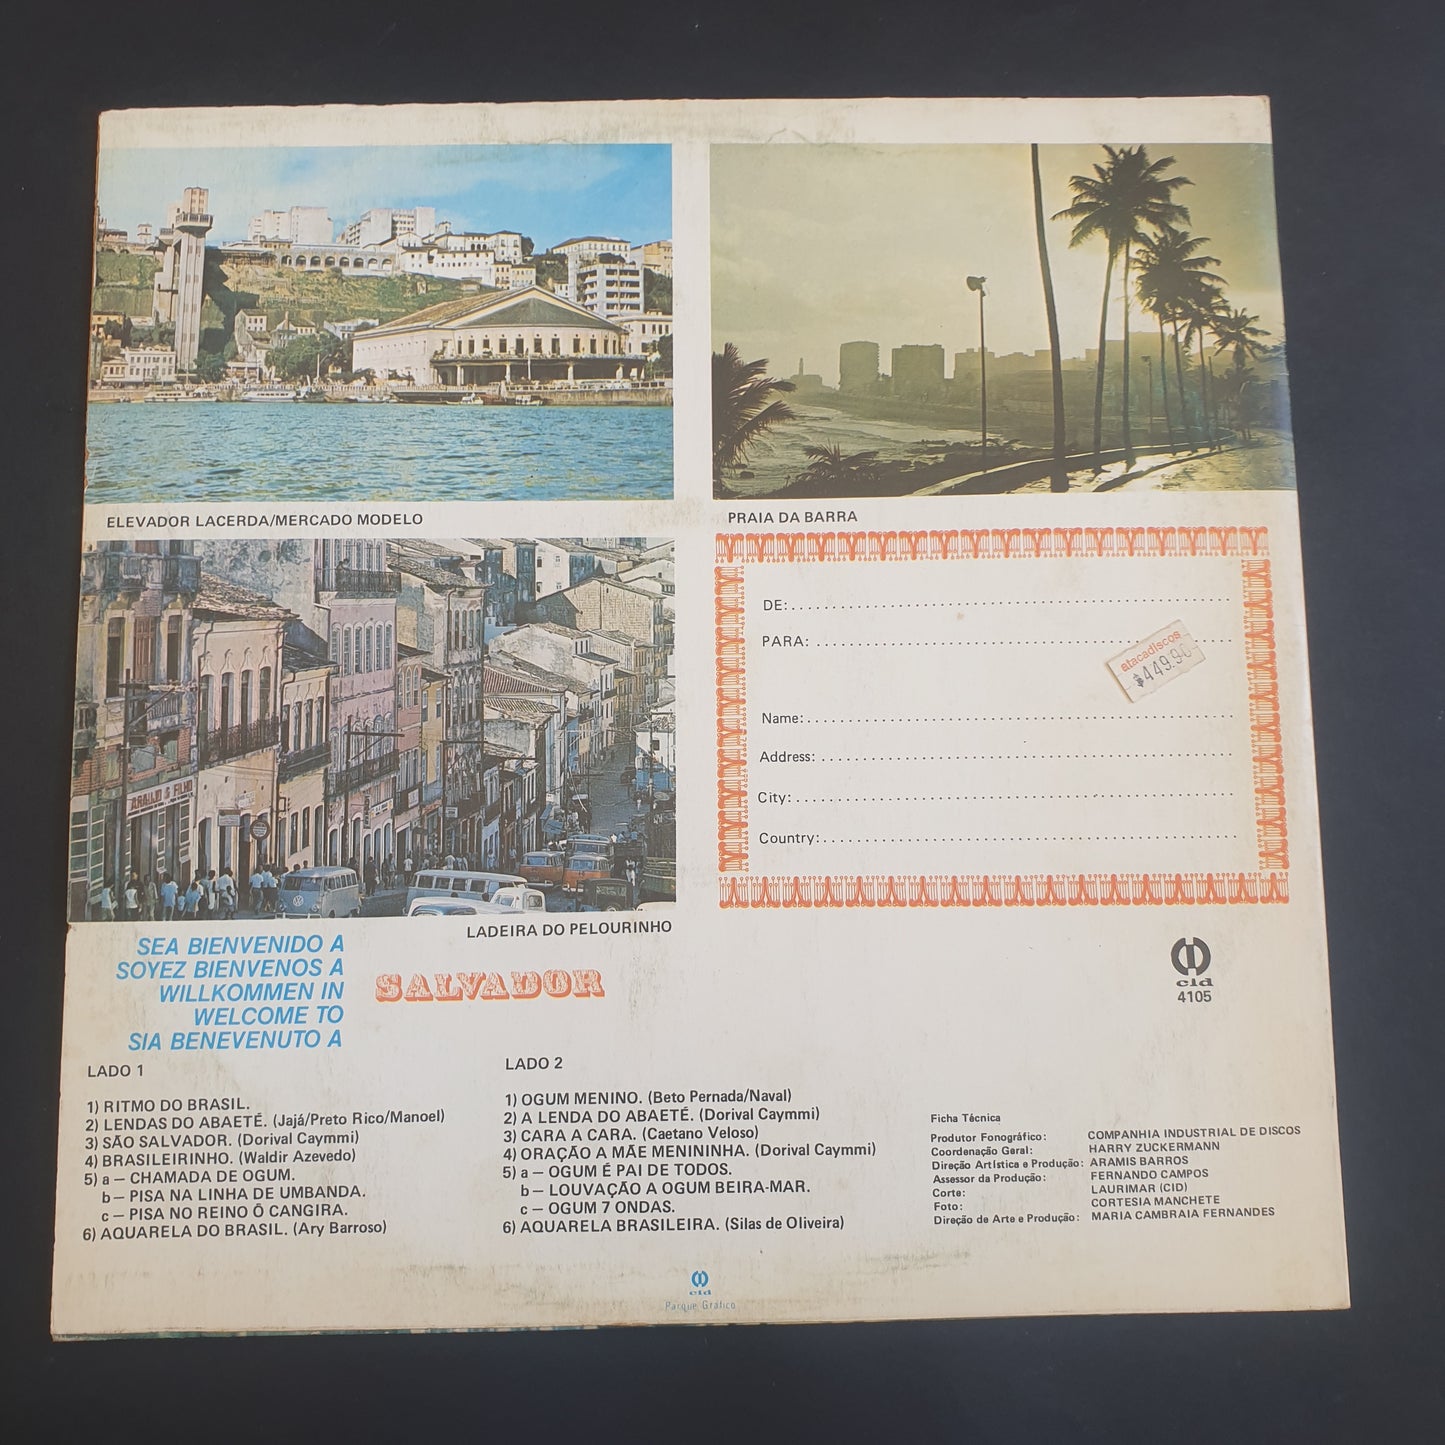 ELEVADOR LACERDA/MERCADO MODELO
PRAIA DA BARRA
ARAUJO & FILHO
LADEIRA DO PELOURINHO
DE:
PARA:
atacadiscos
Name:
Address:
City:
Country:
SEA BIENVENIDO A
SOYEZ BIENVENOS A
WILLKOMMEN IN
WELCOME TO
SIA BENEVENUTO A
SALVADOR
cid
4105
LADO 1
1) RITMO DO BRASIL.
2) LENDAS DO ABAETÉ. (Jajá/Preto Rico/Manoel)
3) SÃO SALVADOR. (Dorival Caymmi)
4) BRASILEIRINHO. (Waldir Azevedo)
5) a — CHAMADA DE OGUM.
b — PISA NA LINHA DE UMBANDA.
c — PISA NO REINO Ô CANGIRA.
6) AQUARELA DO BRASIL. (Ary Barroso)
LADO 2
1) OGUM MENINO. (Beto Pernada/Naval)
2) A LENDA DO ABAETÉ. (Dorival Caymmi)
3) CARA A CARA. (Caetano Veloso)
4) ORAÇÃO A MÃE MENININHA. (Dorival Caymmi)
5) a — OGUM É PAI DE TODOS.
b — LOUVAÇÃO A OGUM BEIRA-MAR.
c — OGUM 7 ONDAS.
6) AQUARELA BRASILEIRA. (Silas de Oliveira)
Ficha Técnica
Produtor Fonográfico: COMPANHIA INDUSTRIAL DE DISCOS
Coordenação Geral: HARRY ZUCKERMANN
Direção Artística e Produção: ARAMIS BARROS
Assessor da Produção: FERNANDO CAMPOS
Corte: LAURIMAR (CID)
Foto: CORTESIA MANCHETE
Direção de Arte e Produção: MARIA CAMBRAIA FERNANDES
cid
Parque Gráfico